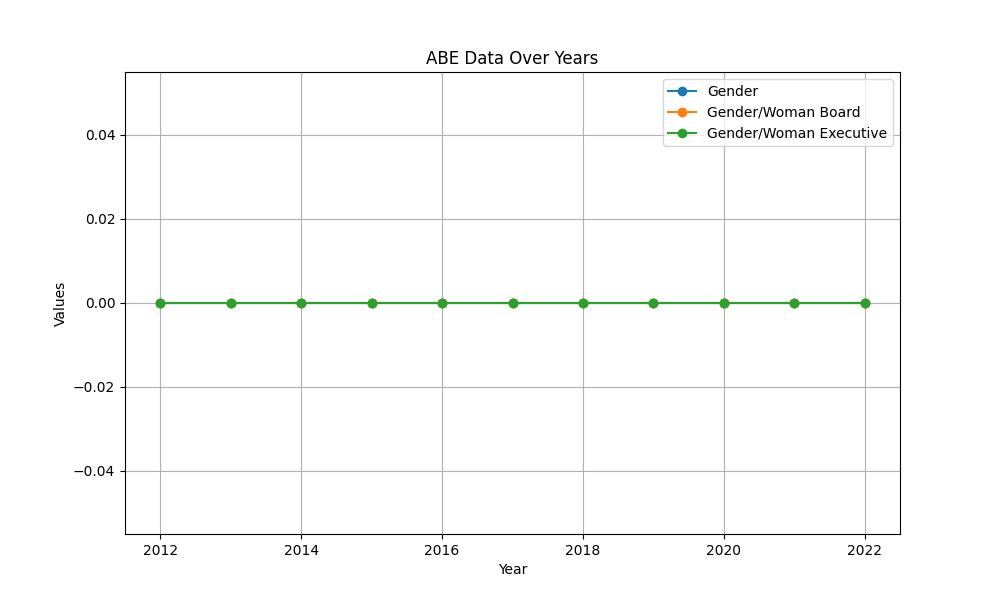 ABE Data Over Years
Gender
Gender/Woman Board
Gender/Woman Executive
0.04
0.02
0.00
−0.02
−0.04
Values
2012 2014 2016 2018 2020 2022
Year